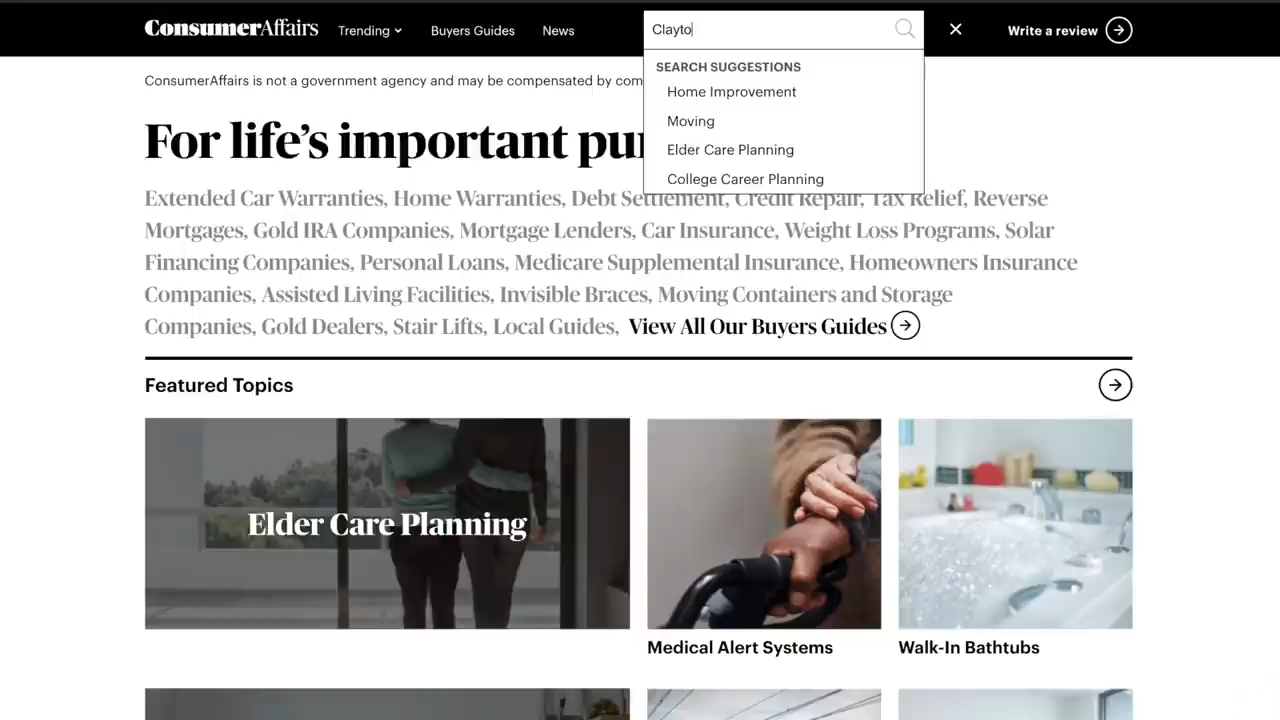 ConsumerAffairs Trending Buyers Guides News Clayto Write a review
SEARCH SUGGESTIONS
Home Improvement
Moving
Elder Care Planning
College Career Planning
ConsumerAffairs is not a government agency and may be compensated by com
For life's important pur
Extended Car Warranties, Home Warranties, Debt Settlement, Credit Repair, Tax Relief, Reverse
Mortgages, Gold IRA Companies, Mortgage Lenders, Car Insurance, Weight Loss Programs, Solar
Financing Companies, Personal Loans, Medicare Supplemental Insurance, Homeowners Insurance
Companies, Assisted Living Facilities, Invisible Braces, Moving Containers and Storage
Companies, Gold Dealers, Stair Lifts, Local Guides, View All Our Buyers Guides
Featured Topics
Elder Care Planning
Medical Alert Systems
Walk-In Bathtubs